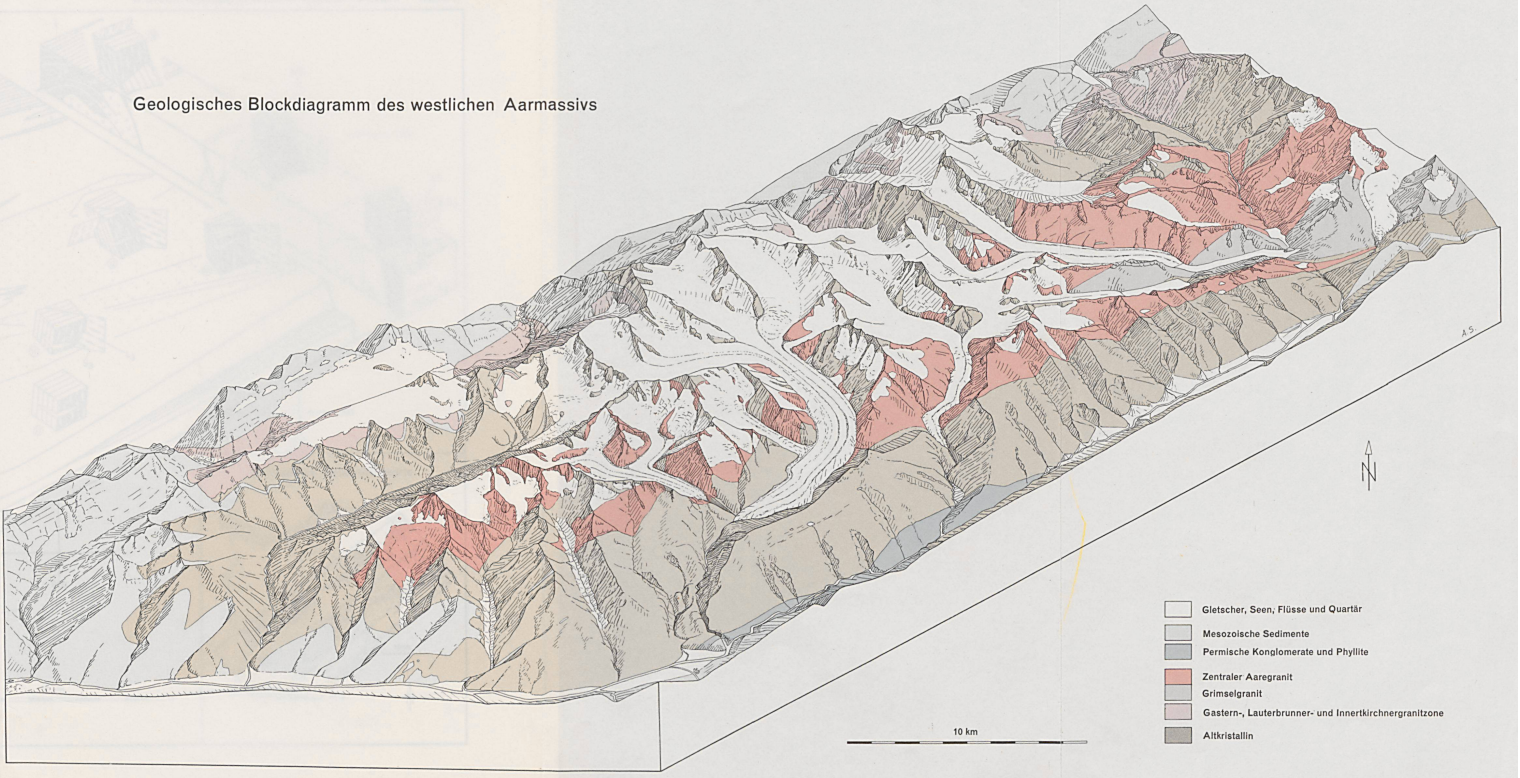 Geologisches Blockdiagramm des westlichen Aarmassivs
A.S.
N
Gletscher, Seen, Flüsse und Quartär
Mesozoische Sedimente
Permische Konglomerate und Phyllite
Zentraler Aaregranit
Grimselgranit
Gastern-, Lauterbrunner- und Innertkirchnergranitzone
Altkristallin
10 km